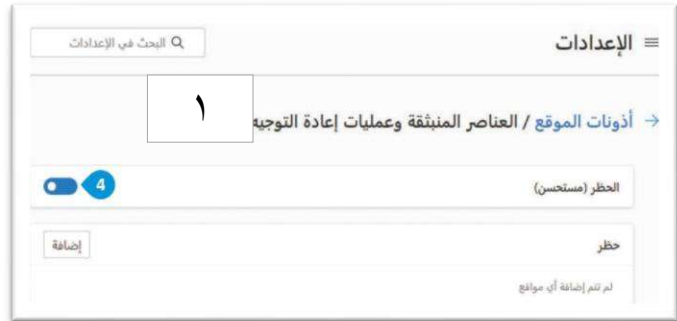 الإعدادات
البحث في الإعدادات
أذونات الموقع / العناصر المنبثقة وعمليات إعادة التوجيه
١
الحظر (مستحسن)
4
حظر
إضافة
لم تتم إضافة أي مواقع